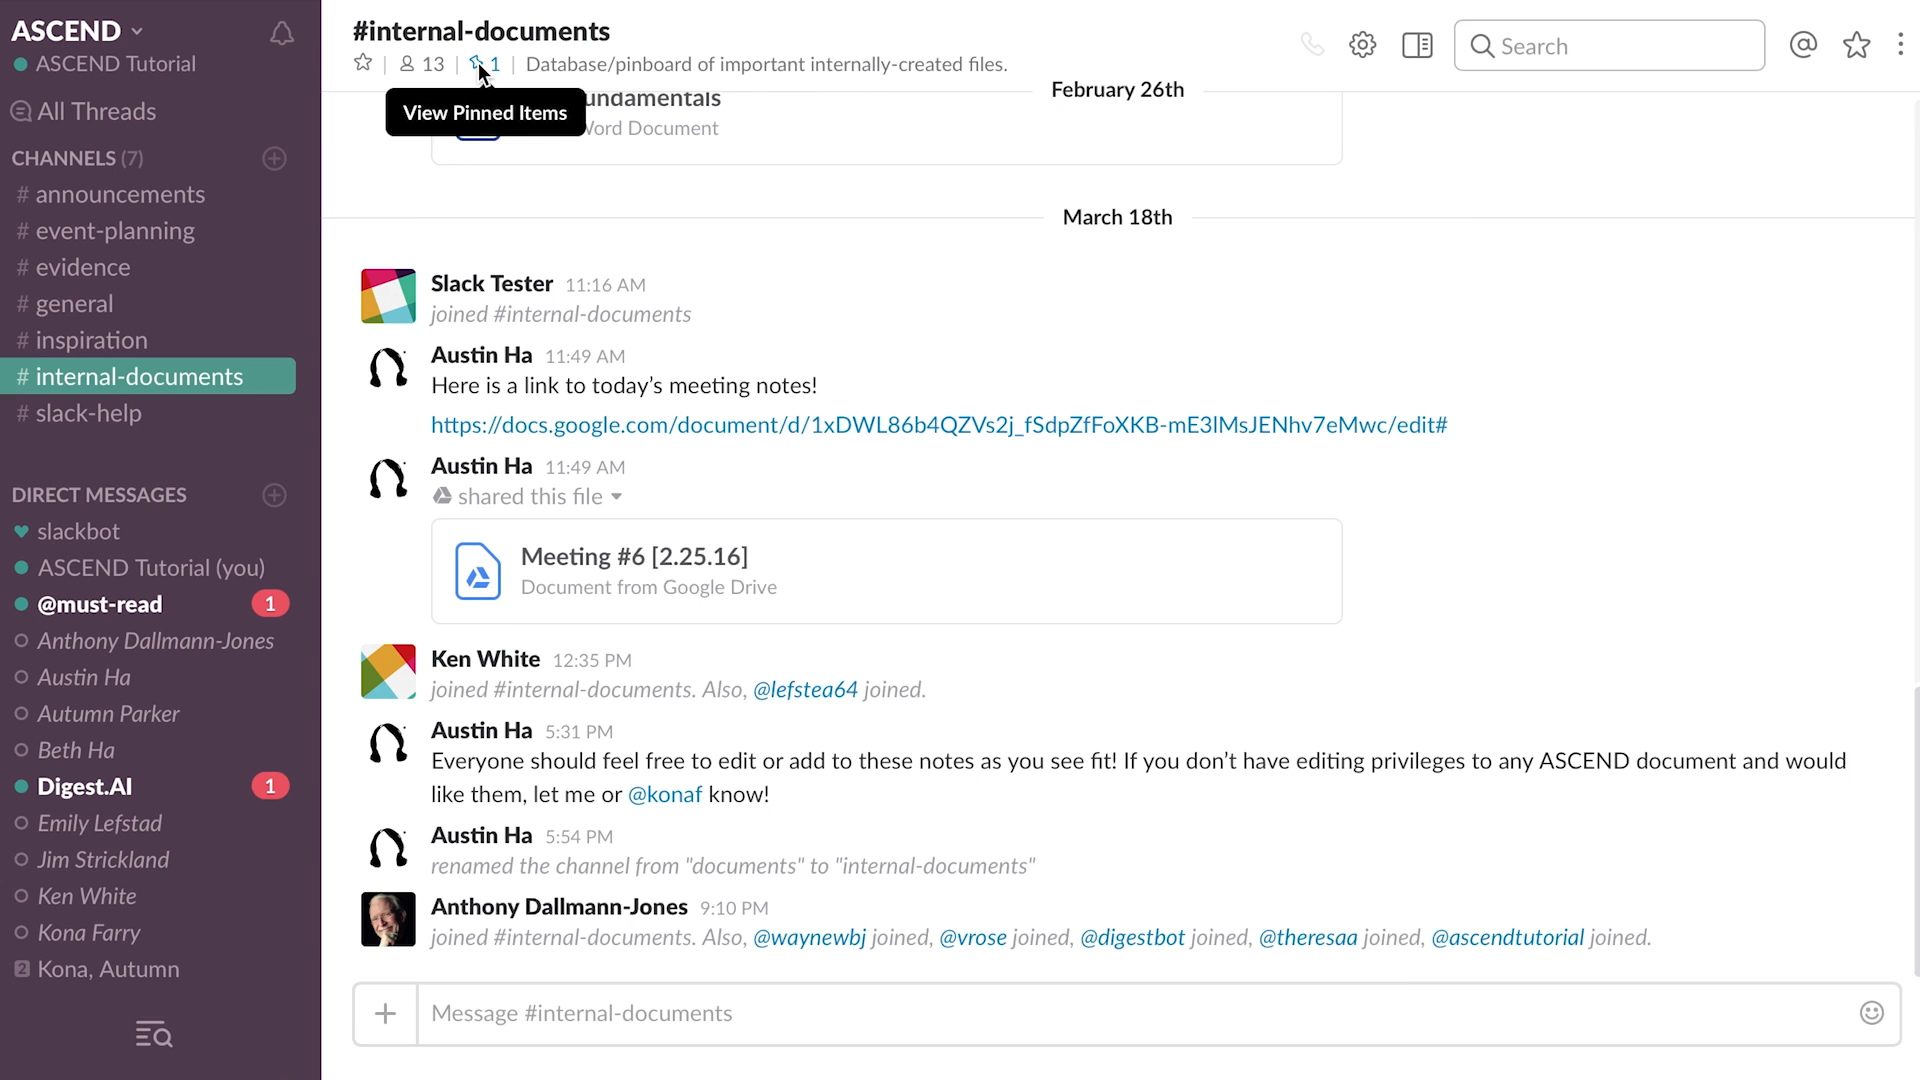 ASCEND
ASCEND Tutorial
All Threads
CHANNELS (7)
# announcements
# event-planning
# evidence
# general
# inspiration
# internal-documents
# slack-help
DIRECT MESSAGES
slackbot
ASCEND Tutorial (you)
@must-read 1
Anthony Dallmann-Jones
Austin Ha
Autumn Parker
Beth Ha
Digest.AI 1
Emily Lefstad
Jim Strickland
Ken White
Kona Farry
2 Kona, Autumn
#internal-documents
13 | 1 | Database/pinboard of important internally-created files.
Search
View Pinned Items
February 26th
undamentals
Word Document
March 18th
Slack Tester 11:16 AM
joined #internal-documents
Austin Ha 11:49 AM
Here is a link to today’s meeting notes!
https://docs.google.com/document/d/1xDWL86b4QZVs2j_fSdpZfFoXKB-mE3lMsJENhv7eMwc/edit#
Austin Ha 11:49 AM
shared this file
Meeting #6 [2.25.16]
Document from Google Drive
Ken White 12:35 PM
joined #internal-documents. Also, @lefstea64 joined.
Austin Ha 5:31 PM
Everyone should feel free to edit or add to these notes as you see fit! If you don’t have editing privileges to any ASCEND document and would
like them, let me or @konaf know!
Austin Ha 5:54 PM
renamed the channel from "documents" to "internal-documents"
Anthony Dallmann-Jones 9:10 PM
joined #internal-documents. Also, @waynewbj joined, @vrose joined, @digestbot joined, @theresaa joined, @ascendtutorial joined.
Message #internal-documents